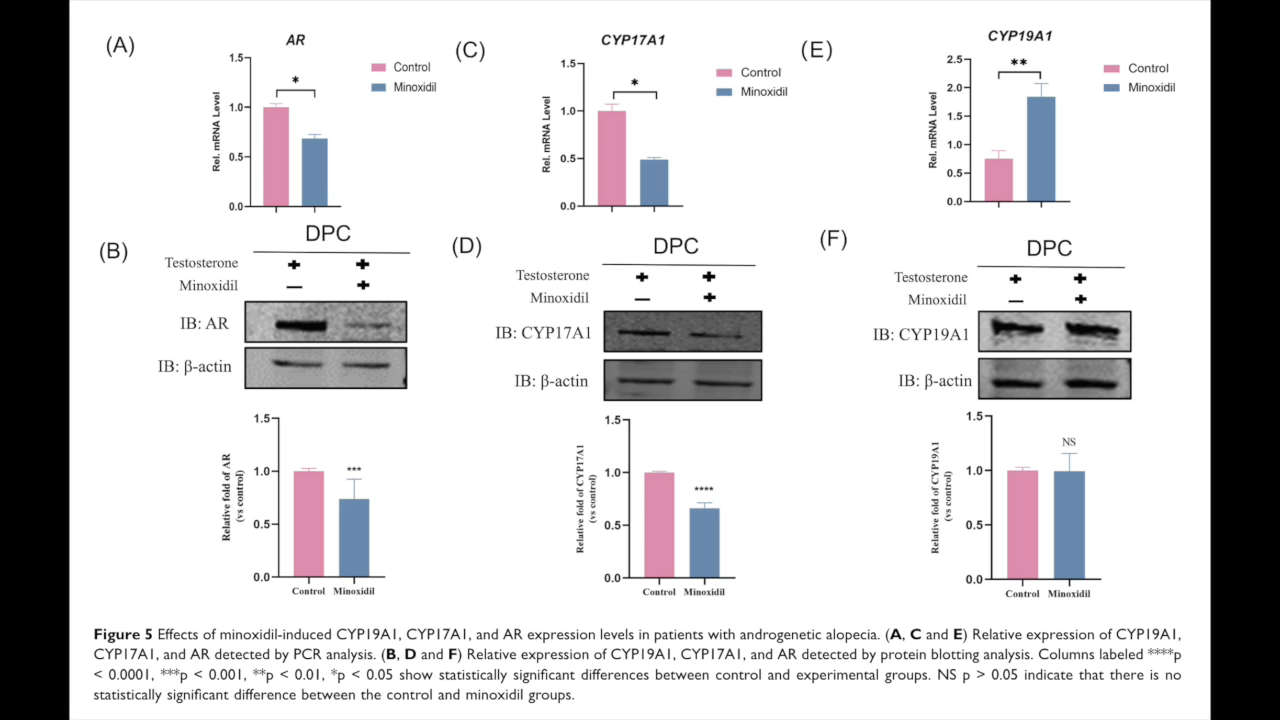 (A)
AR
1.5
1.0
0.5
0.0
Rel. mRNA Level
*
Control
Minoxidil
(C)
CYP17A1
1.5
1.0
0.5
0.0
Rel. mRNA Level
*
Control
Minoxidil
(E)
CYP19A1
2.5
2.0
1.5
1.0
0.5
0.0
Rel. mRNA Level
**
Control
Minoxidil
(B)
DPC
Testosterone + +
Minoxidil — +
IB: AR
IB: β-actin
1.5
1.0
0.5
0.0
Relative fold of AR
(vs control)
***
Control Minoxidil
(D)
DPC
Testosterone + +
Minoxidil — +
IB: CYP17A1
IB: β-actin
1.5
1.0
0.5
0.0
Relative fold of CYP17A1
(vs control)
****
Control Minoxidil
(F)
DPC
Testosterone + +
Minoxidil — +
IB: CYP19A1
IB: β-actin
1.5
1.0
0.5
0.0
Relative fold of CYP19A1
(vs control)
NS
Control Minoxidil
Figure 5 Effects of minoxidil-induced CYP19A1, CYP17A1, and AR expression levels in patients with androgenetic alopecia. (A, C and E) Relative expression of CYP19A1,
CYP17A1, and AR detected by PCR analysis. (B, D and F) Relative expression of CYP19A1, CYP17A1, and AR detected by protein blotting analysis. Columns labeled ****p
< 0.0001, ***p < 0.001, **p < 0.01, *p < 0.05 show statistically significant differences between control and experimental groups. NS p > 0.05 indicate that there is no
statistically significant difference between the control and minoxidil groups.